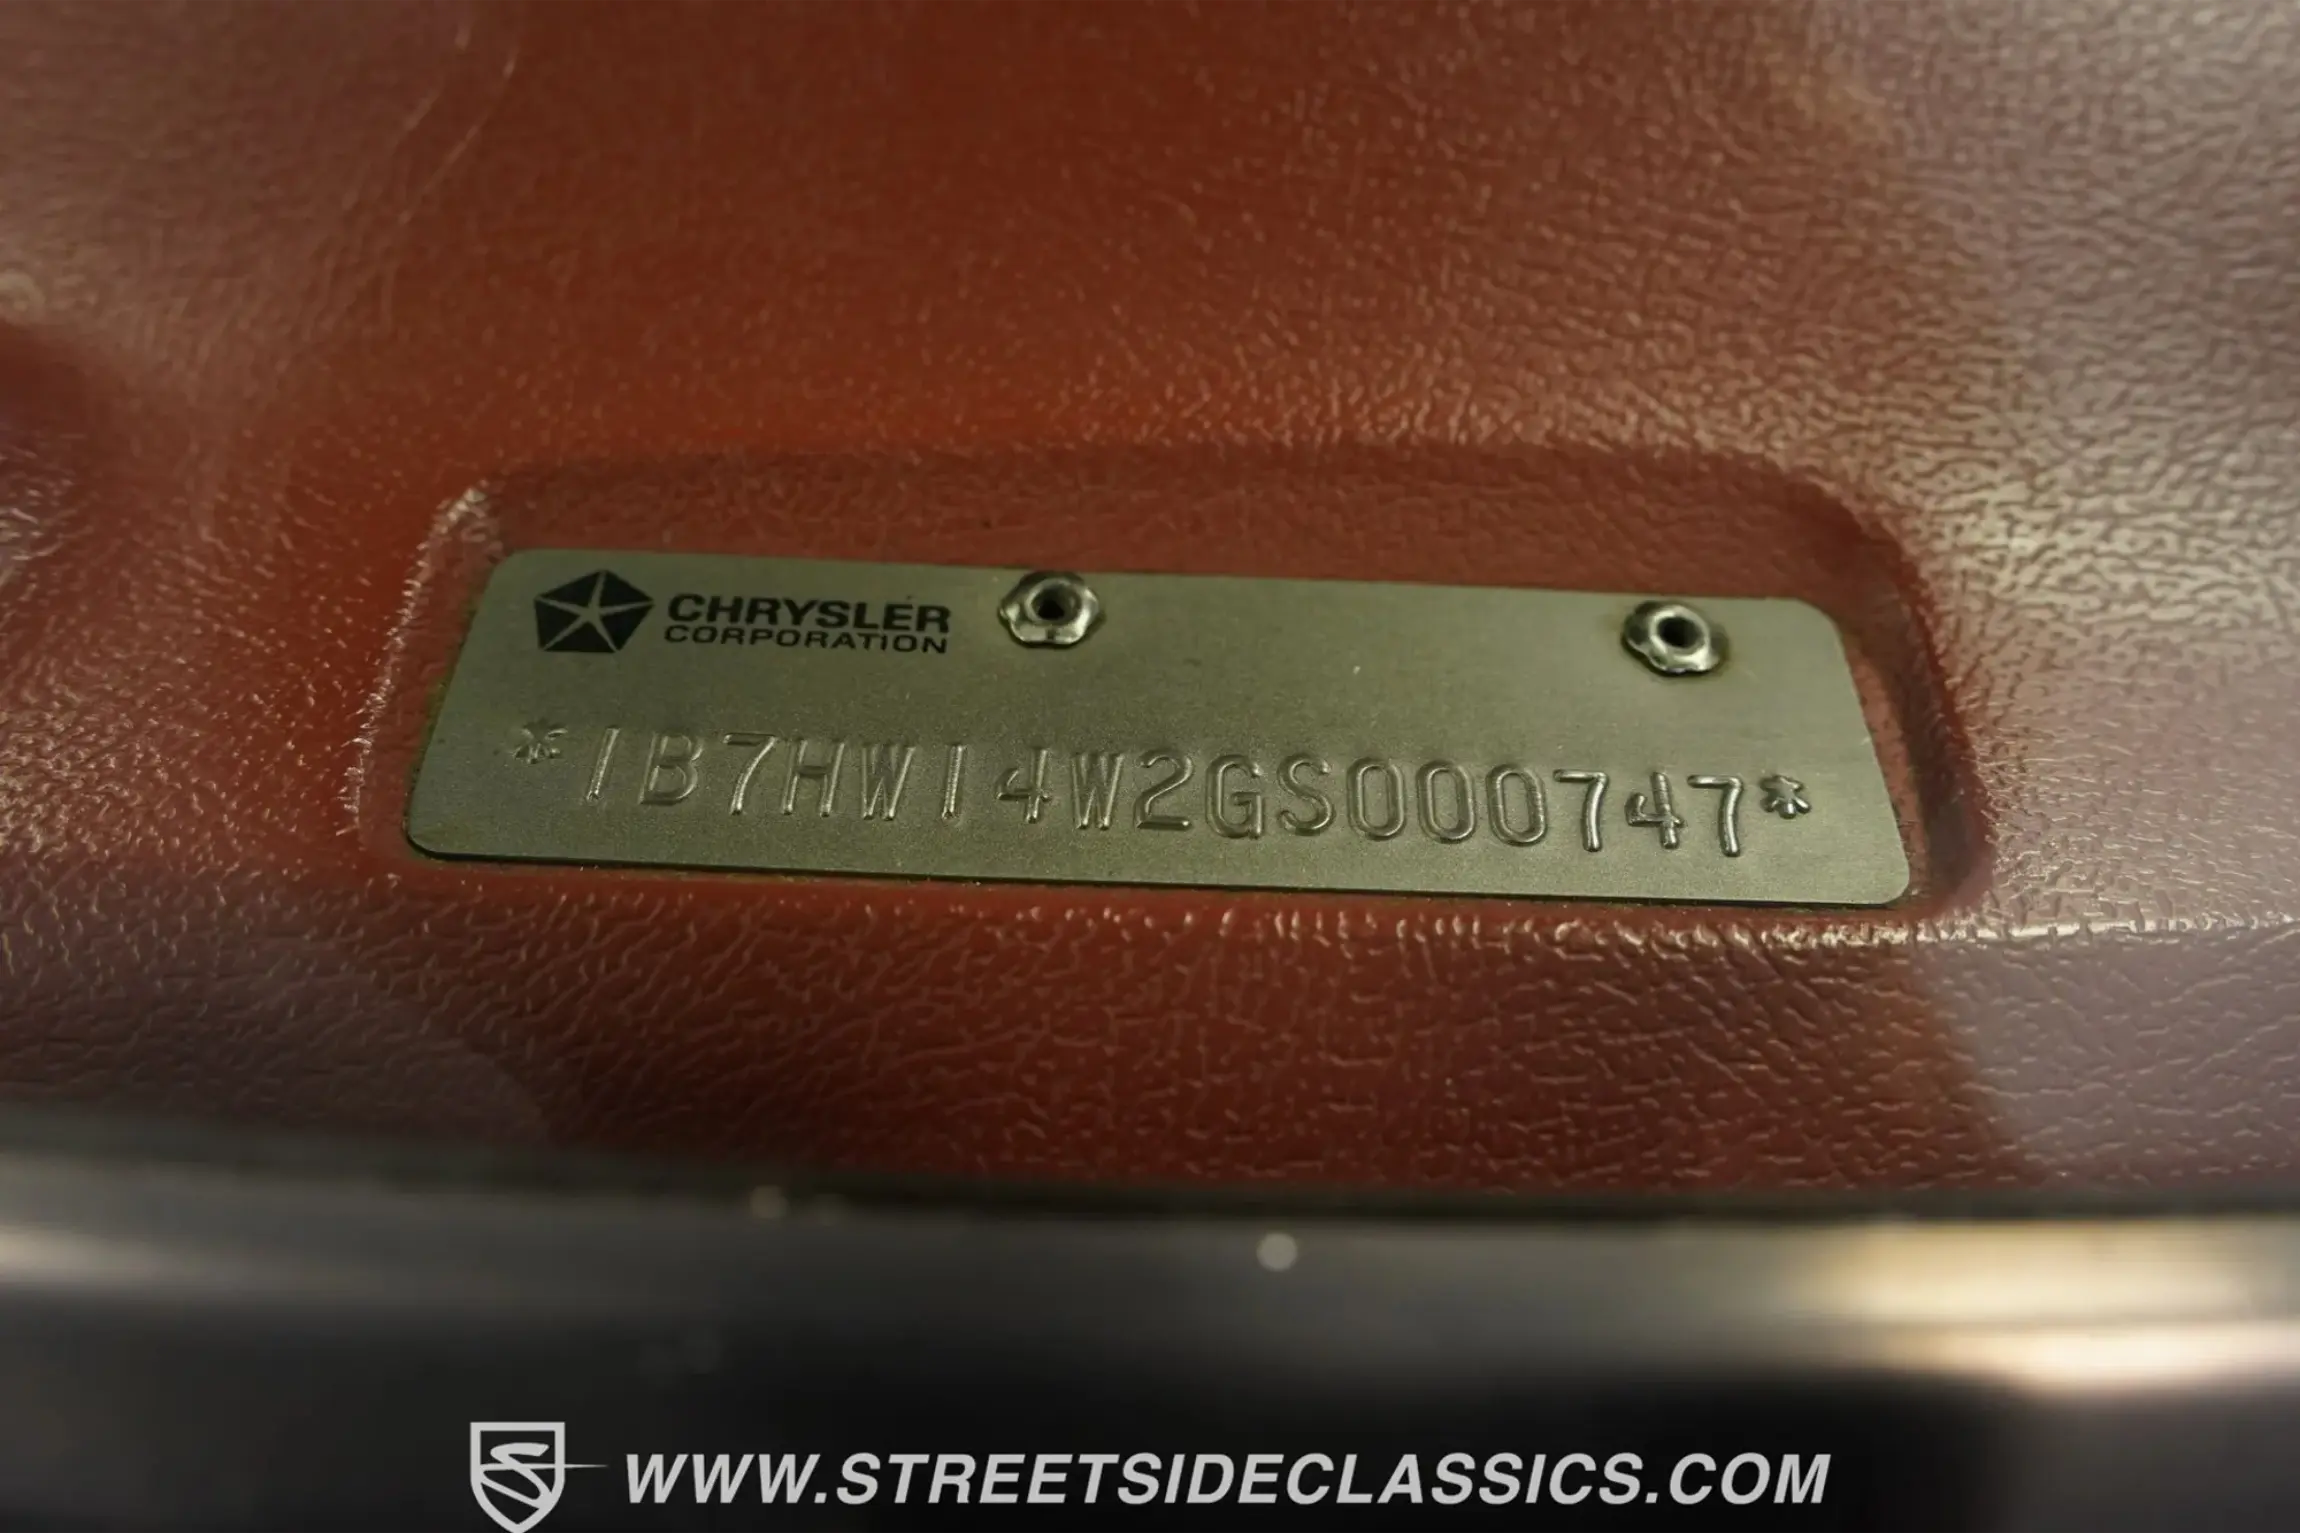 CHRYSLER
CORPORATION
*1B7HW14W2GS000747*
WWW.STREETSIDECLASSICS.COM